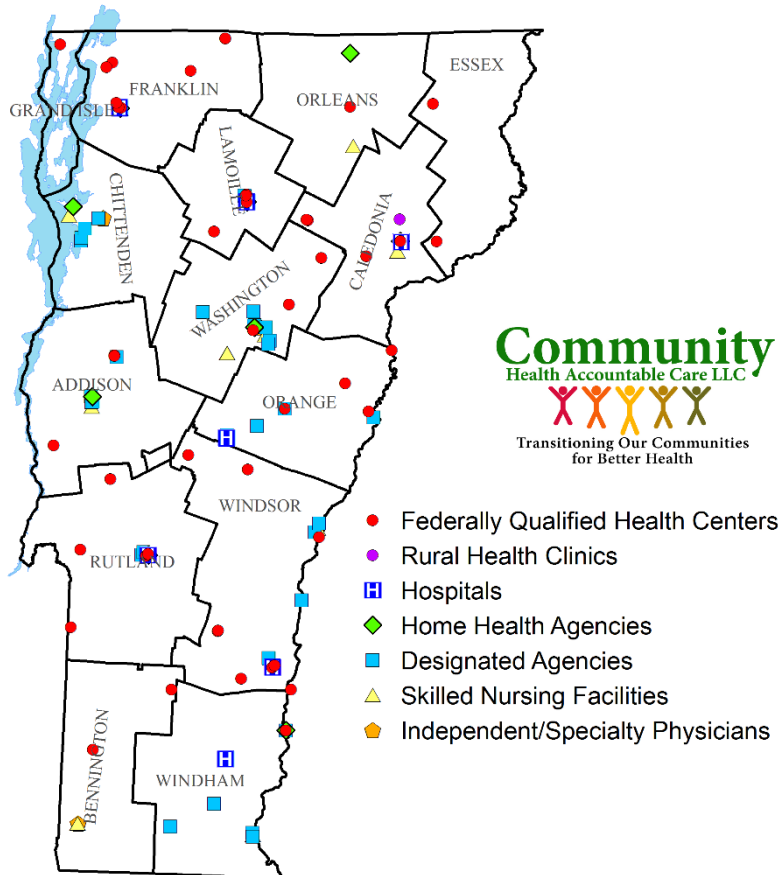 ESSEX
FRANKLIN
ORLEANS
GRAND ISLE
LAMOILLE
CHITTENDEN
CALEDONIA
WASHINGTON
ADDISON
ORANGE
WINDSOR
RUTLAND
BENNINGTON
WINDHAM
Community
Health Accountable Care LLC
Transitioning Our Communities
for Better Health
Federally Qualified Health Centers
Rural Health Clinics
H Hospitals
Home Health Agencies
Designated Agencies
Skilled Nursing Facilities
Independent/Specialty Physicians
H
H
H
H
H
H
H